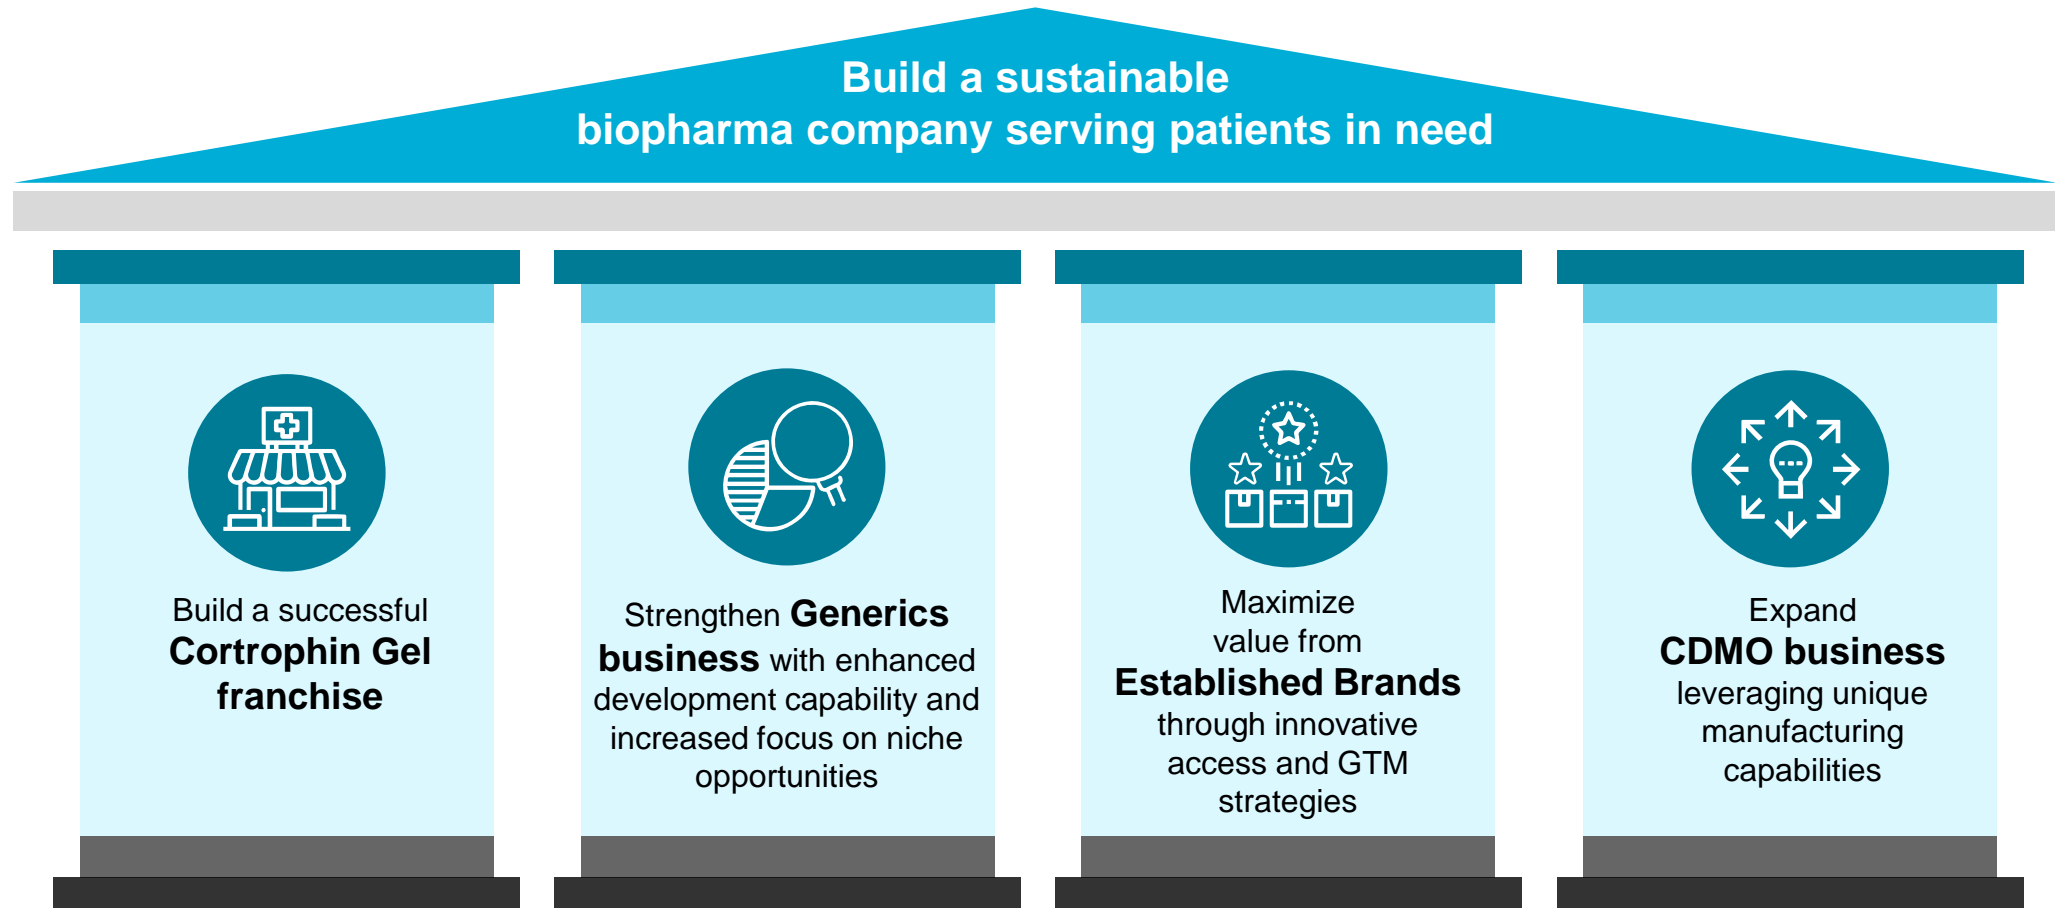 Build a sustainable
biopharma company serving patients in need
Build a successful
Cortrophin Gel
franchise
Strengthen Generics
business with enhanced
development capability and
increased focus on niche
opportunities
Maximize
value from
Established Brands
through innovative
access and GTM
strategies
Expand
CDMO business
leveraging unique
manufacturing
capabilities